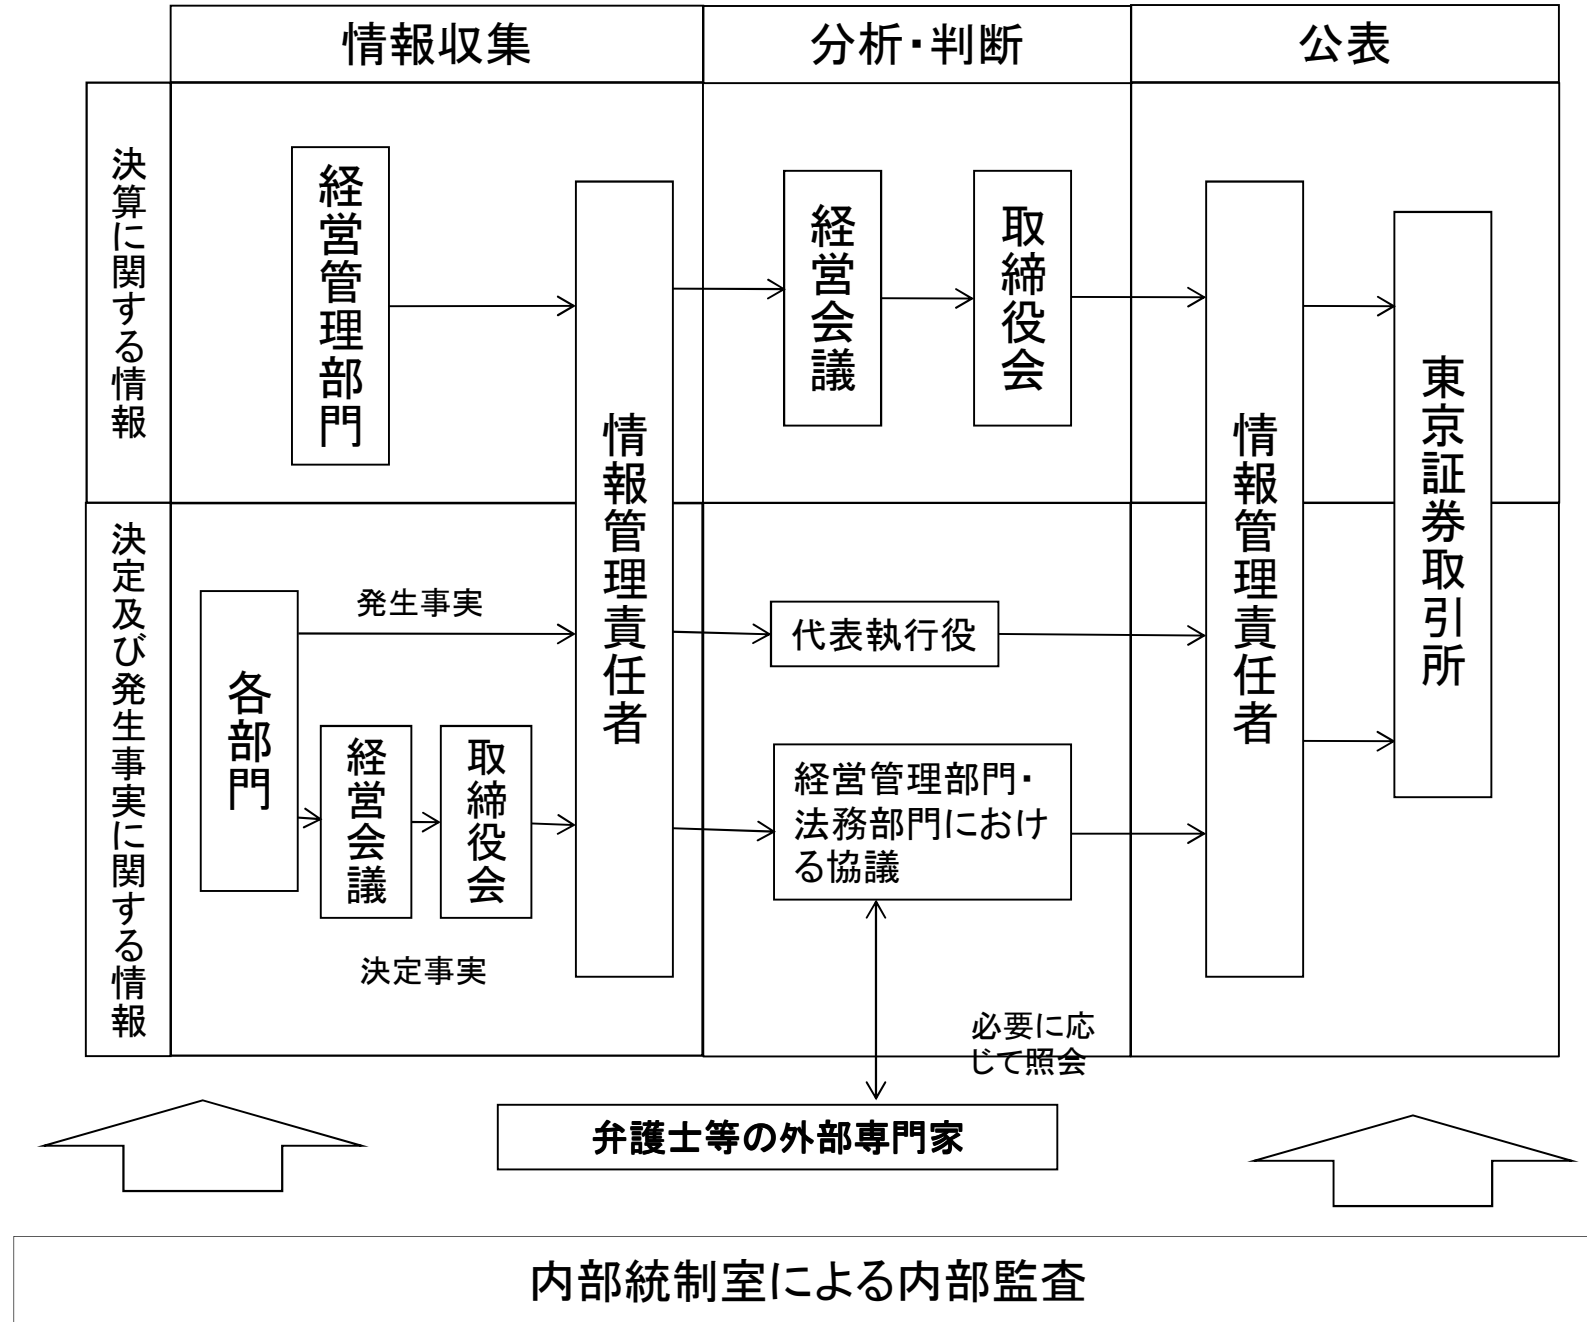 情報収集
分析・判断
公表
決算に関する情報
経営管理部門
情報管理責任者
経営会議
取締役会
情報管理責任者
東京証券取引所
決定及び発生事実に関する情報
各部門
発生事実
経営会議
取締役会
決定事実
代表執行役
経営管理部門・
法務部門におけ
る協議
必要に応
じて照会
弁護士等の外部専門家
内部統制室による内部監査